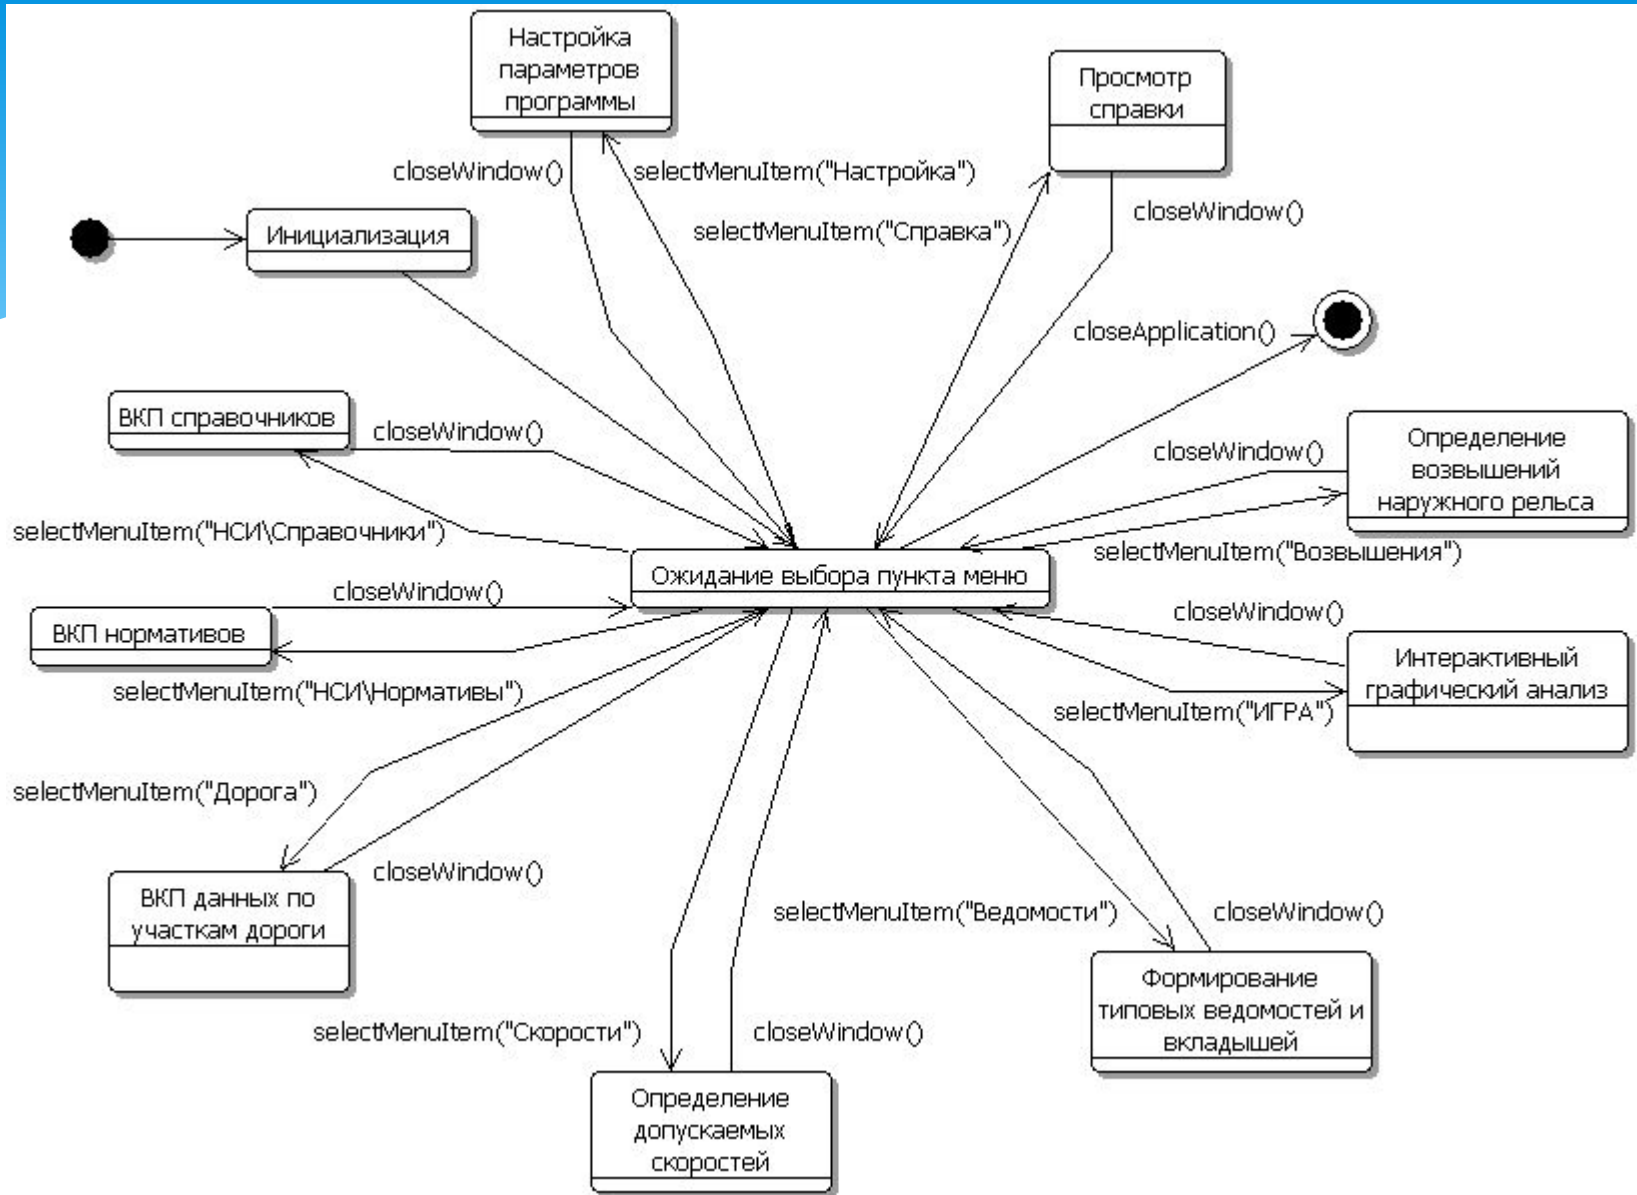 Настройка
параметров
программы
Просмотр
справки
closeWindow()
selectMenuItem("Настройка")
closeWindow()
selectMenuItem("Справка")
Инициализация
closeApplication()
ВКП справочников
closeWindow()
closeWindow()
Определение
возвышений
наружного рельса
selectMenuItem("НСИ\Справочники")
selectMenuItem("Возвышения")
Ожидание выбора пункта меню
closeWindow()
closeWindow()
ВКП нормативов
Интерактивный
графический анализ
selectMenuItem("НСИ\Нормативы")
selectMenuItem("ИГРА")
selectMenuItem("Дорога")
closeWindow()
ВКП данных по
участкам дороги
selectMenuItem("Ведомости")
closeWindow()
Формирование
типовых ведомостей и
вкладышей
selectMenuItem("Скорости")
closeWindow()
Определение
допускаемых
скоростей